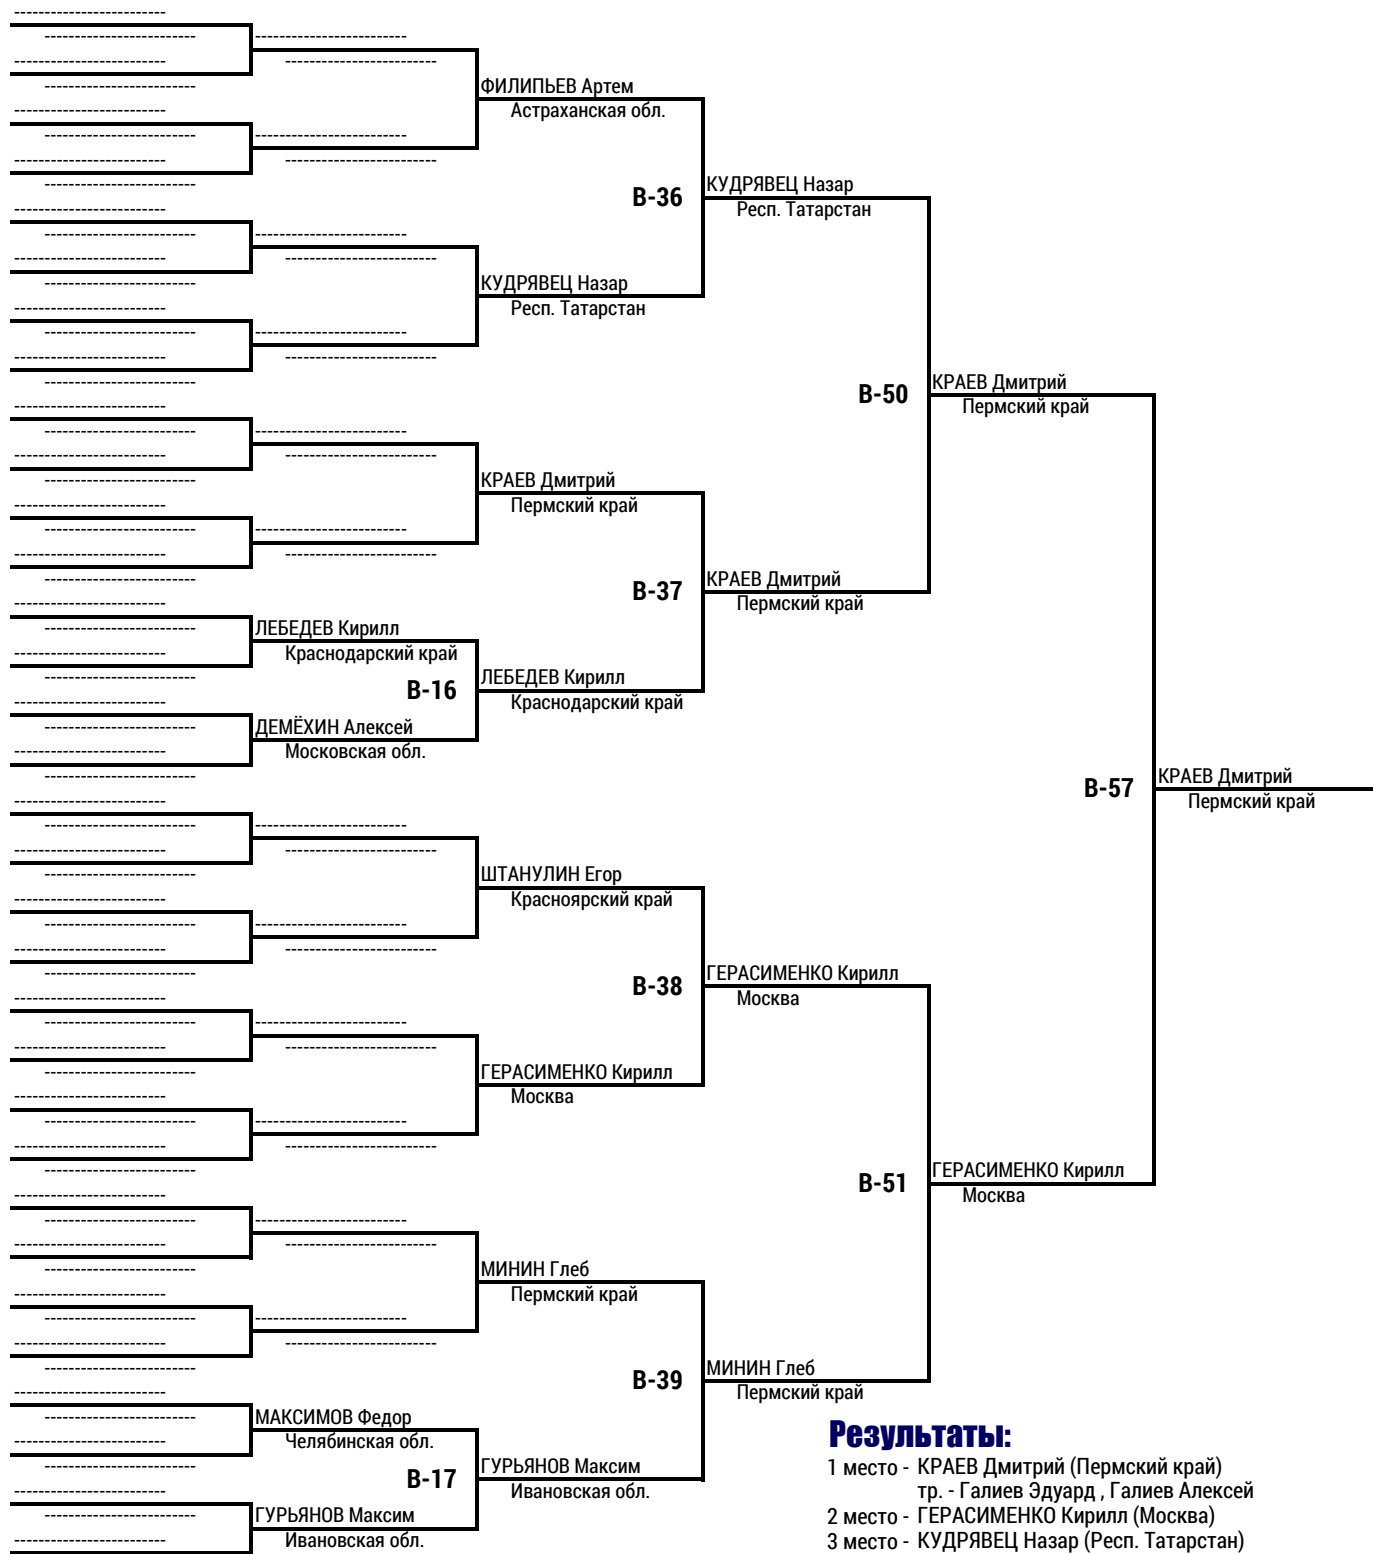 ФИЛИПЬЕВ Артем
Астраханская обл.
В-36
КУДРЯВЕЦ Назар
Респ. Татарстан
КУДРЯВЕЦ Назар
Респ. Татарстан
В-50
КРАЕВ Дмитрий
Пермский край
КРАЕВ Дмитрий
Пермский край
В-37
КРАЕВ Дмитрий
Пермский край
ЛЕБЕДЕВ Кирилл
Краснодарский край
В-16
ЛЕБЕДЕВ Кирилл
Краснодарский край
ДЕМЁХИН Алексей
Московская обл.
В-57
КРАЕВ Дмитрий
Пермский край
ШТАНУЛИН Егор
Красноярский край
В-38
ГЕРАСИМЕНКО Кирилл
Москва
ГЕРАСИМЕНКО Кирилл
Москва
В-51
ГЕРАСИМЕНКО Кирилл
Москва
МИНИН Глеб
Пермский край
В-39
МИНИН Глеб
Пермский край
МАКСИМОВ Федор
Челябинская обл.
В-17
ГУРЬЯНОВ Максим
Ивановская обл.
ГУРЬЯНОВ Максим
Ивановская обл.
Результаты:
1 место - КРАЕВ Дмитрий (Пермский край)
тр. - Галиев Эдуард , Галиев Алексей
2 место - ГЕРАСИМЕНКО Кирилл (Москва)
3 место - КУДРЯВЕЦ Назар (Респ. Татарстан)